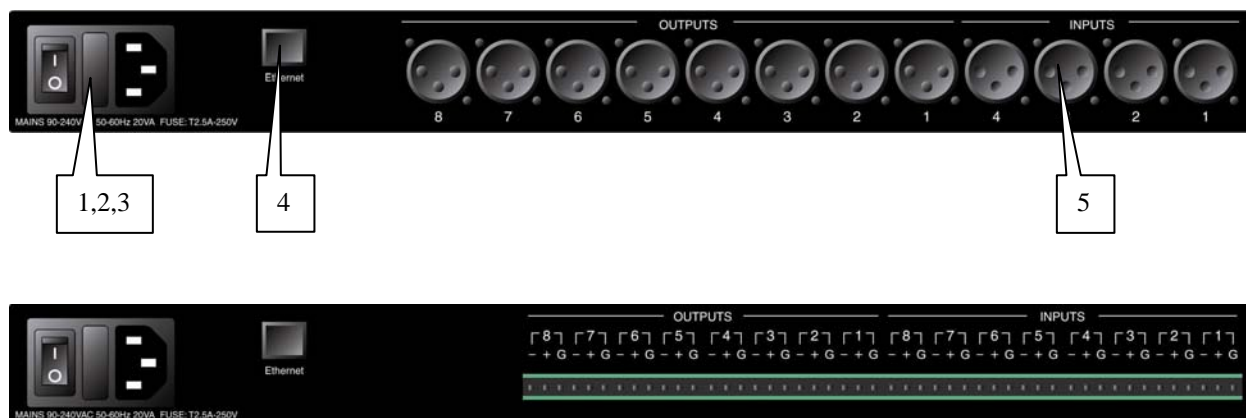 OUTPUTS INPUTS
Ethernet
8 7 6 5 4 3 2 1 4 2 1
MAINS 90-240VAC 50-60Hz 20VA FUSE: T2.5A-250V
1,2,3 4 5
OUTPUTS INPUTS
8 7 6 5 4 3 2 1 8 7 6 5 4 3 2 1
- + G - + G - + G - + G - + G - + G - + G - + G - + G - + G - + G - + G - + G - + G - + G - + G
Ethernet
MAINS 90-240VAC 50-60Hz 20VA FUSE: T2.5A-250V